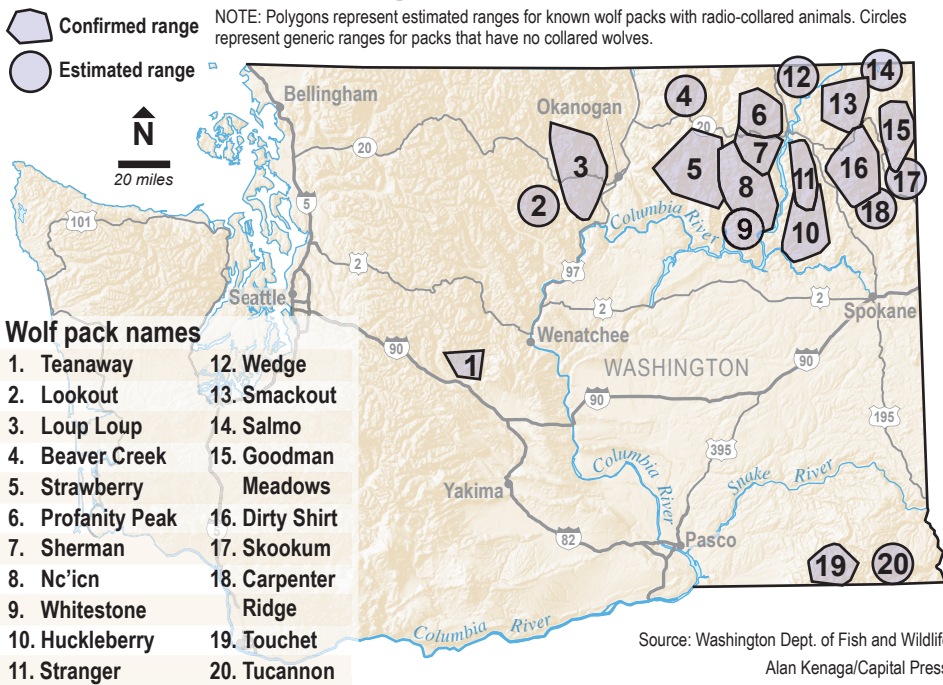 Confirmed range
Estimated range
NOTE: Polygons represent estimated ranges for known wolf packs with radio-collared animals. Circles
represent generic ranges for packs that have no collared wolves.
N
20 miles
Bellingham
Okanogan
20
20
101
5
2
97
2
2
Seattle
Wenatchee
Spokane
WASHINGTON
90
90
90
195
395
82
Yakima
Pasco
Columbia River
Columbia River
Columbia River
Snake River
1
2
3
4
5
6
7
8
9
10
11
12
13
14
15
16
17
18
19
20
Wolf pack names
1. Teanaway
2. Lookout
3. Loup Loup
4. Beaver Creek
5. Strawberry
6. Profanity Peak
7. Sherman
8. Nc'icn
9. Whitestone
10. Huckleberry
11. Stranger
12. Wedge
13. Smackout
14. Salmo
15. Goodman
Meadows
16. Dirty Shirt
17. Skookum
18. Carpenter
Ridge
19. Touchet
20. Tucannon
Source: Washington Dept. of Fish and Wildlife
Alan Kenaga/Capital Press